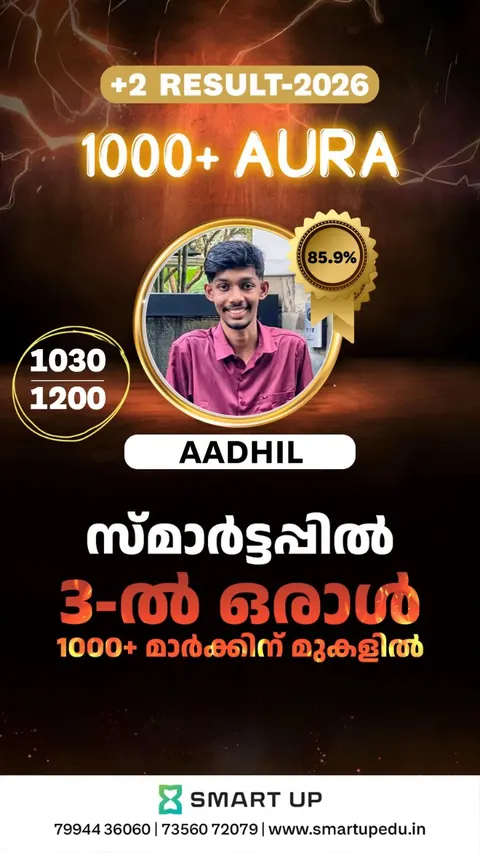 +2 RESULT-2026
1000+ AURA
85.9%
1030
1200
AADHIL
സ്മാർട്ടപ്പിൽ
3-ൽ ഒരാൾ
1000+ മാർക്കിന് മുകളിൽ
SMART UP
79944 36060 | 73560 72079 | www.smartupedu.in